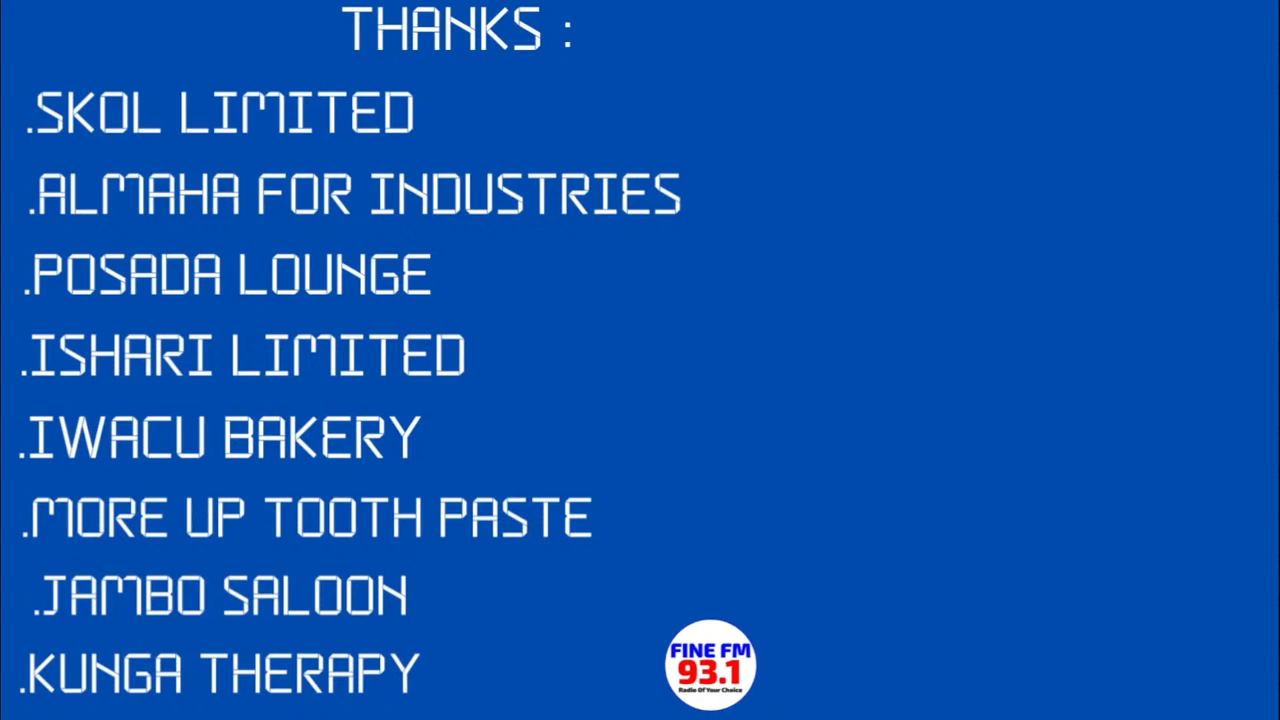 THANKS :
.SKOL LIMITED
.ALMAHA FOR INDUSTRIES
.POSADA LOUNGE
.ISHARI LIMITED
.IWACU BAKERY
.MORE UP TOOTH PASTE
.JAMBO SALOON
.KUNGA THERAPY
FINE FM
93.1
Radio Of Your Choice